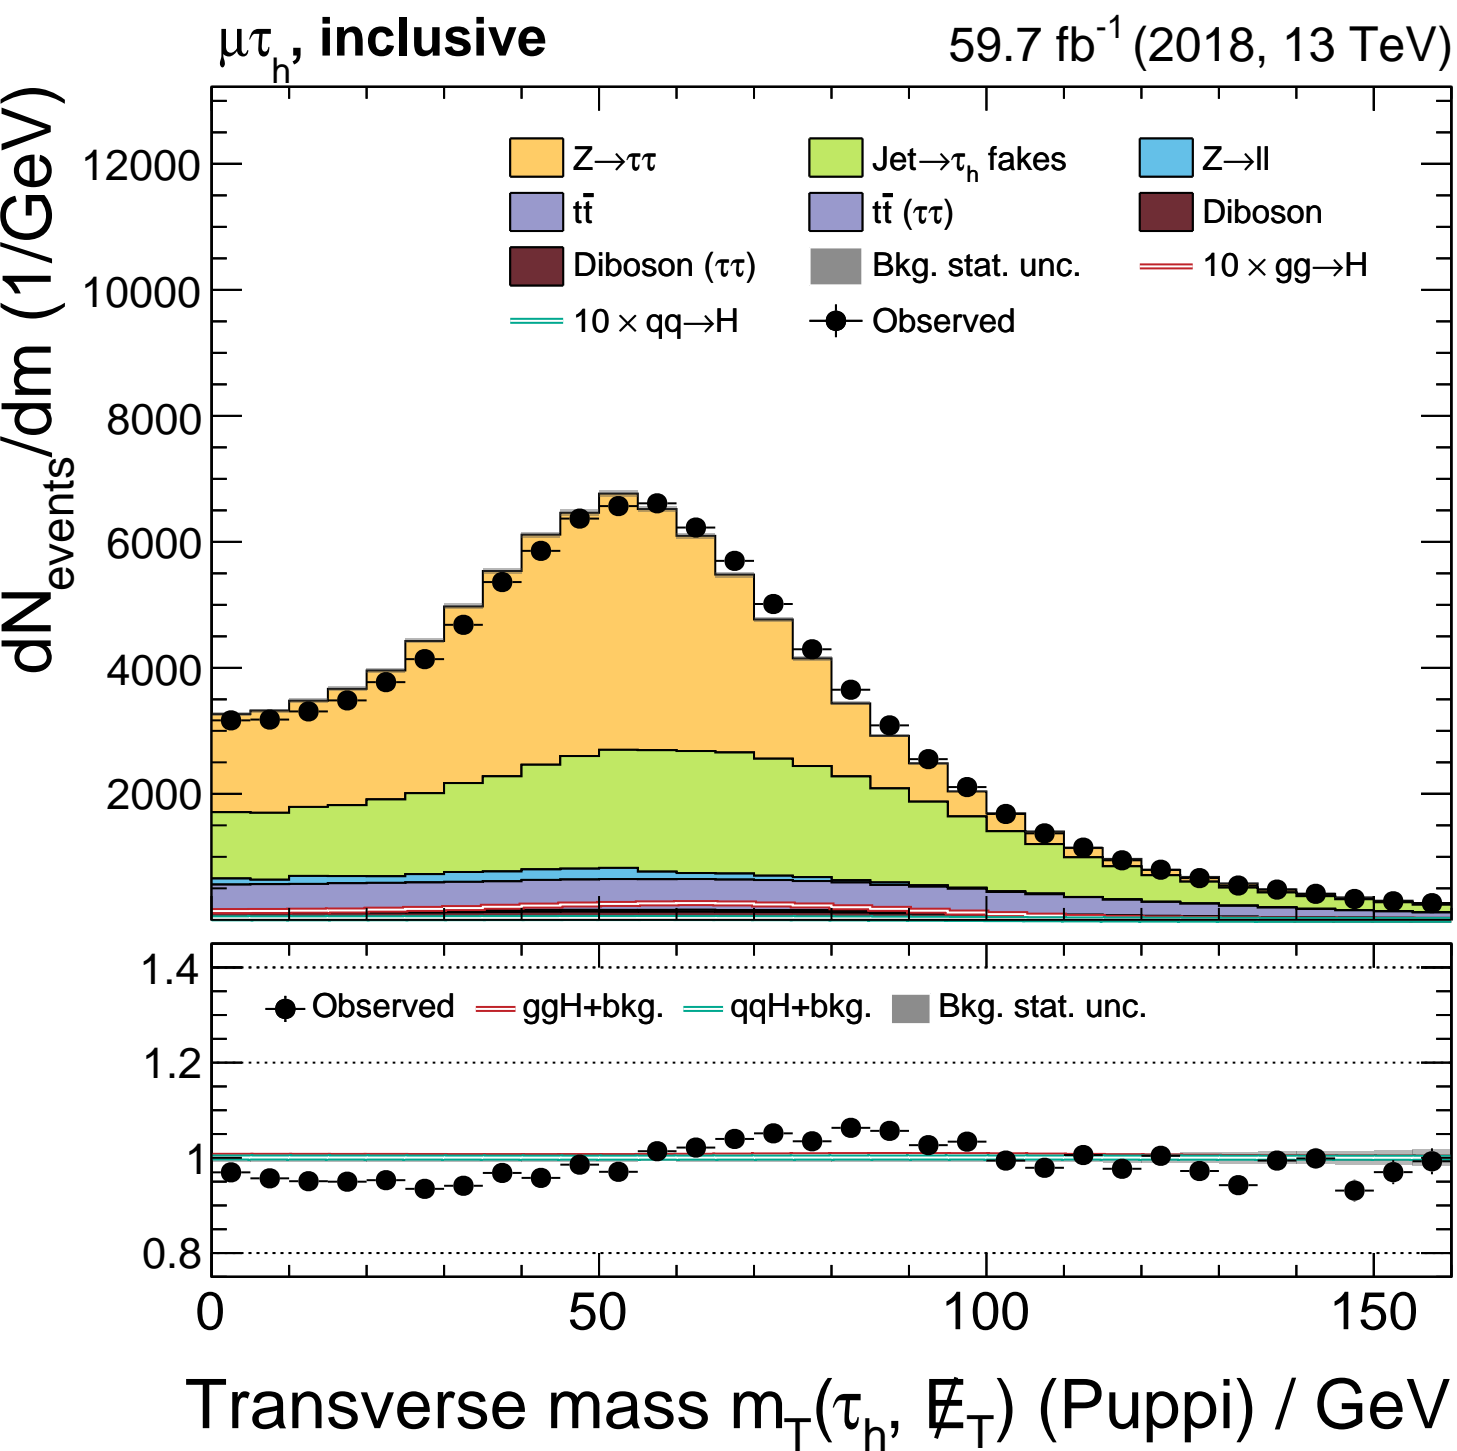 μτh, inclusive 59.7 fb-1 (2018, 13 TeV)
dNevents/dm (1/GeV)
12000
10000
8000
6000
4000
2000
Z→ττ Jet→τh fakes Z→ll
tt̄ tt̄ (ττ) Diboson
Diboson (ττ) Bkg. stat. unc. 10 × gg→H
10 × qq→H Observed
1.4
1.2
1
0.8
Observed ggH+bkg. qqH+bkg. Bkg. stat. unc.
0 50 100 150
Transverse mass mT(τh, E̸T) (Puppi) / GeV